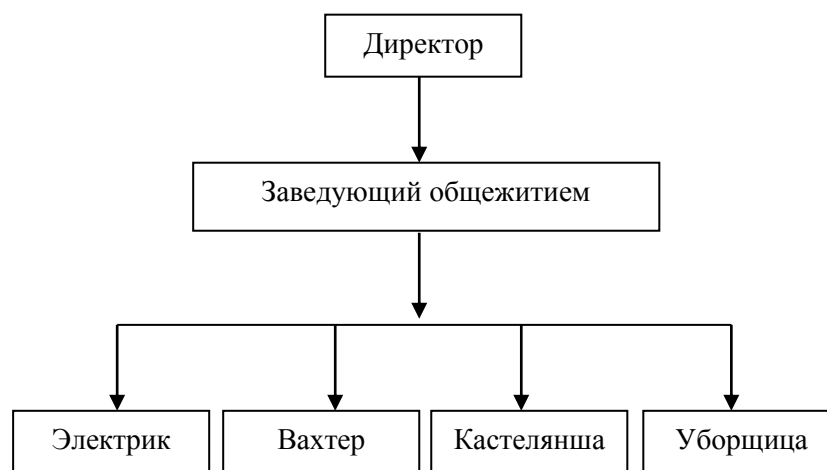 Директор
Заведующий общежитием
Электрик
Вахтер
Кастелянша
Уборщица